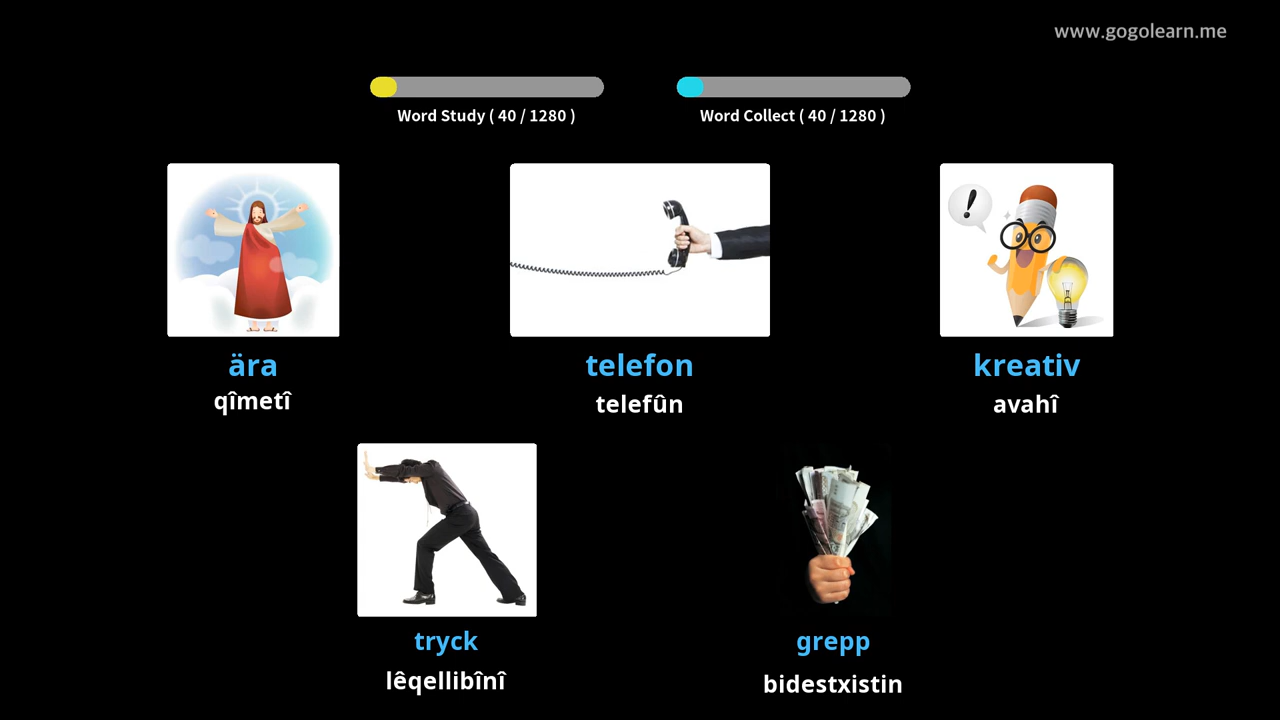 www.gogolearn.me
Word Study ( 40 / 1280 )
Word Collect ( 40 / 1280 )
ära
telefon
kreativ
qîmetî
telefûn
avahî
tryck
grepp
lêqellibînî
bidestxistin